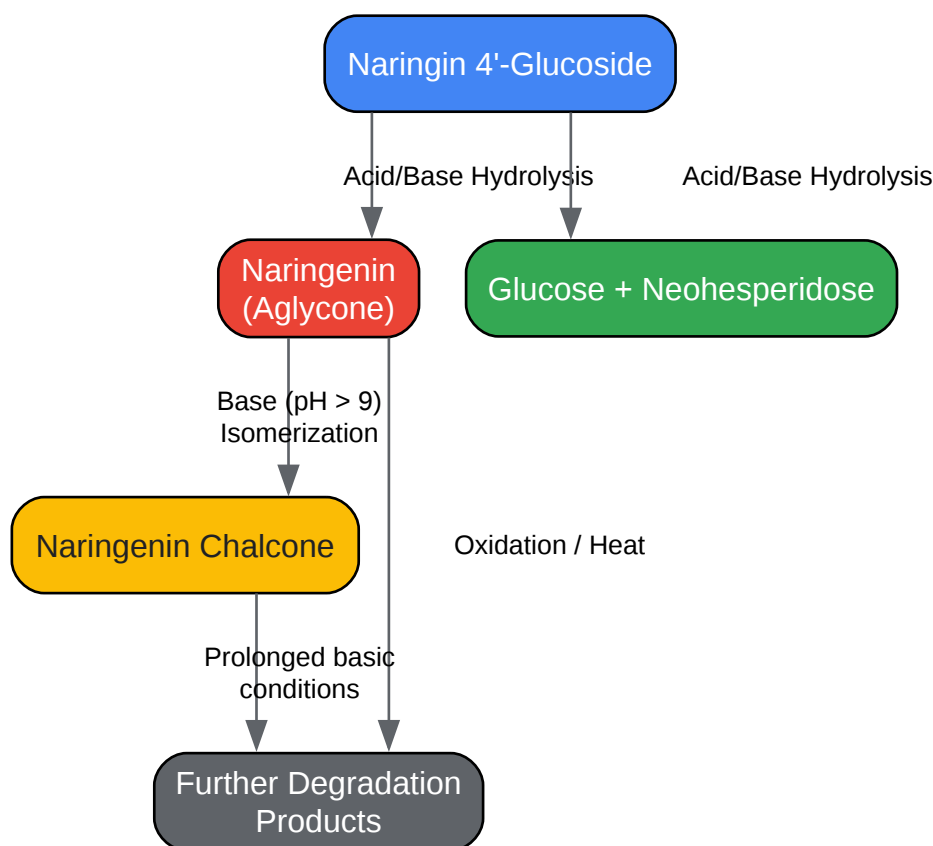 Naringin 4'-Glucoside
Acid/Base Hydrolysis
Acid/Base Hydrolysis
Naringenin
(Aglycone)
Glucose + Neohesperidose
Base (pH > 9)
Isomerization
Naringenin Chalcone
Oxidation / Heat
Prolonged basic
conditions
Further Degradation
Products